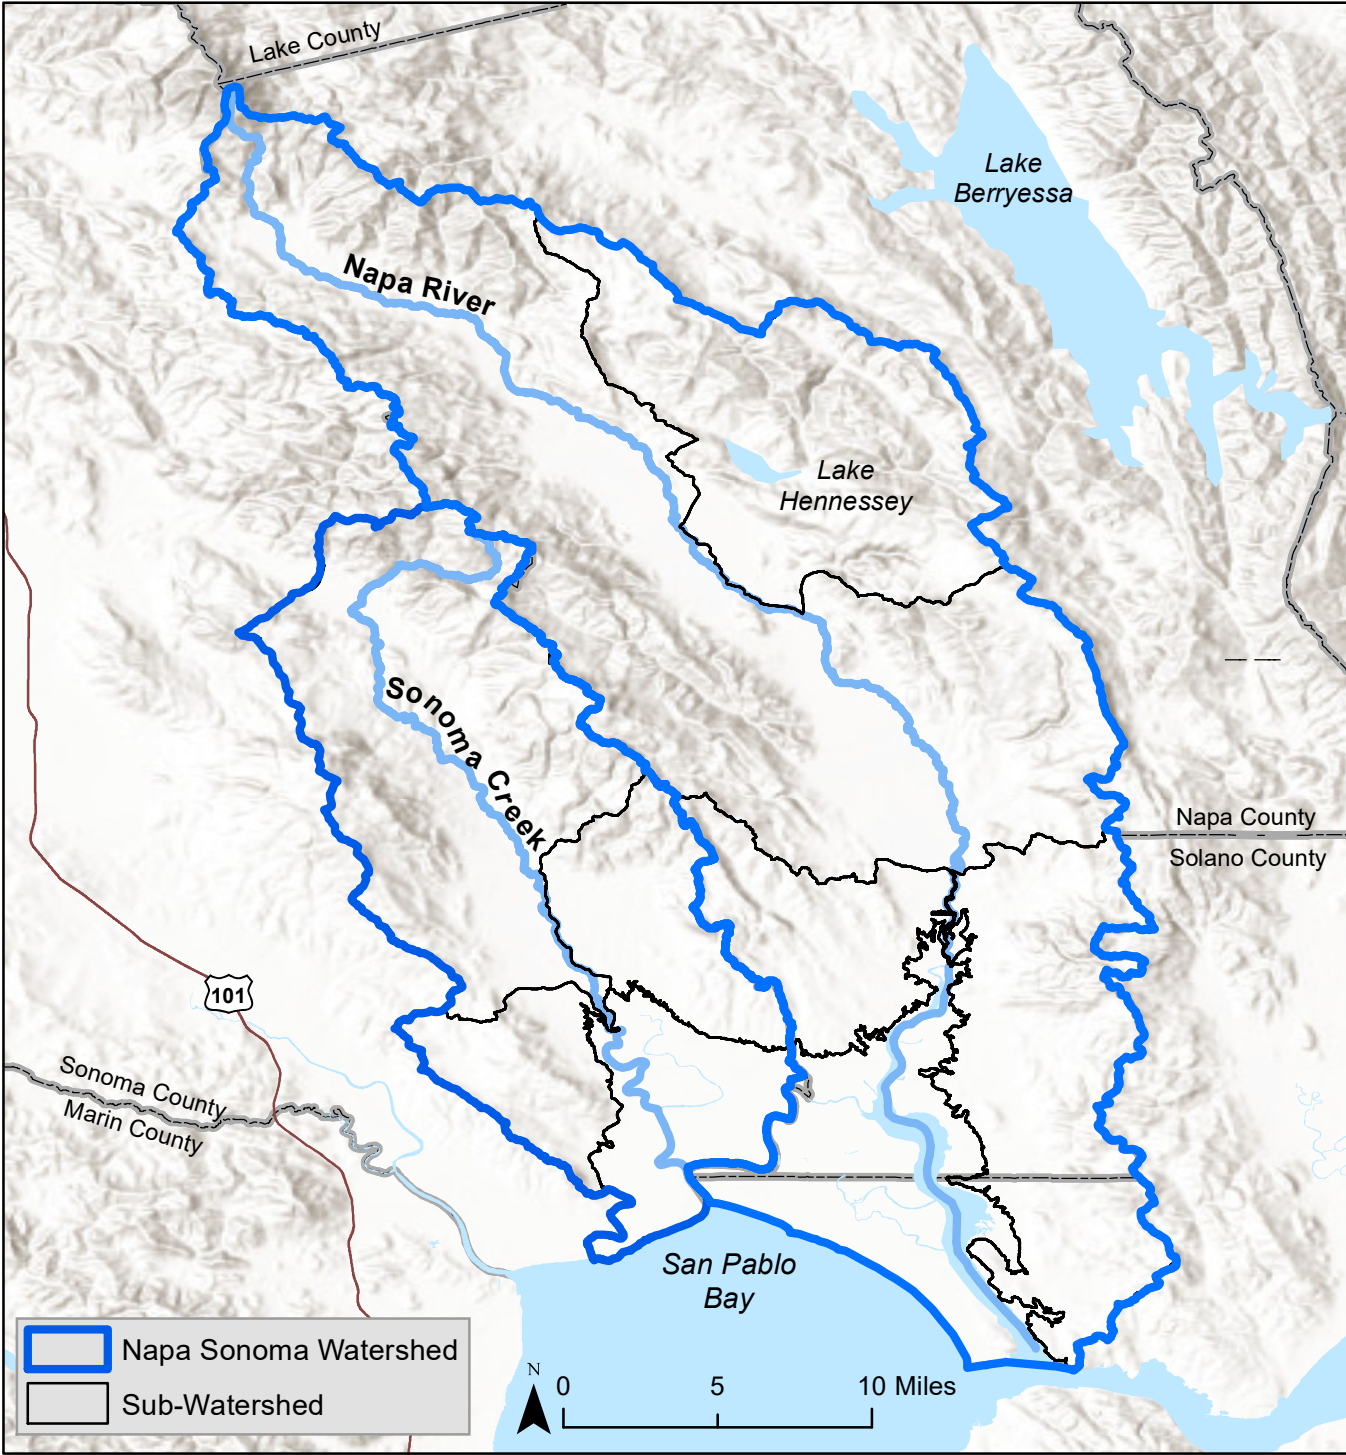 Lake County
Lake
Berryessa
Napa River
Lake
Hennessey
Sonoma Creek
Napa County
Solano County
101
Sonoma County
Marin County
San Pablo
Bay
Napa Sonoma Watershed
Sub-Watershed
N
0 5 10 Miles